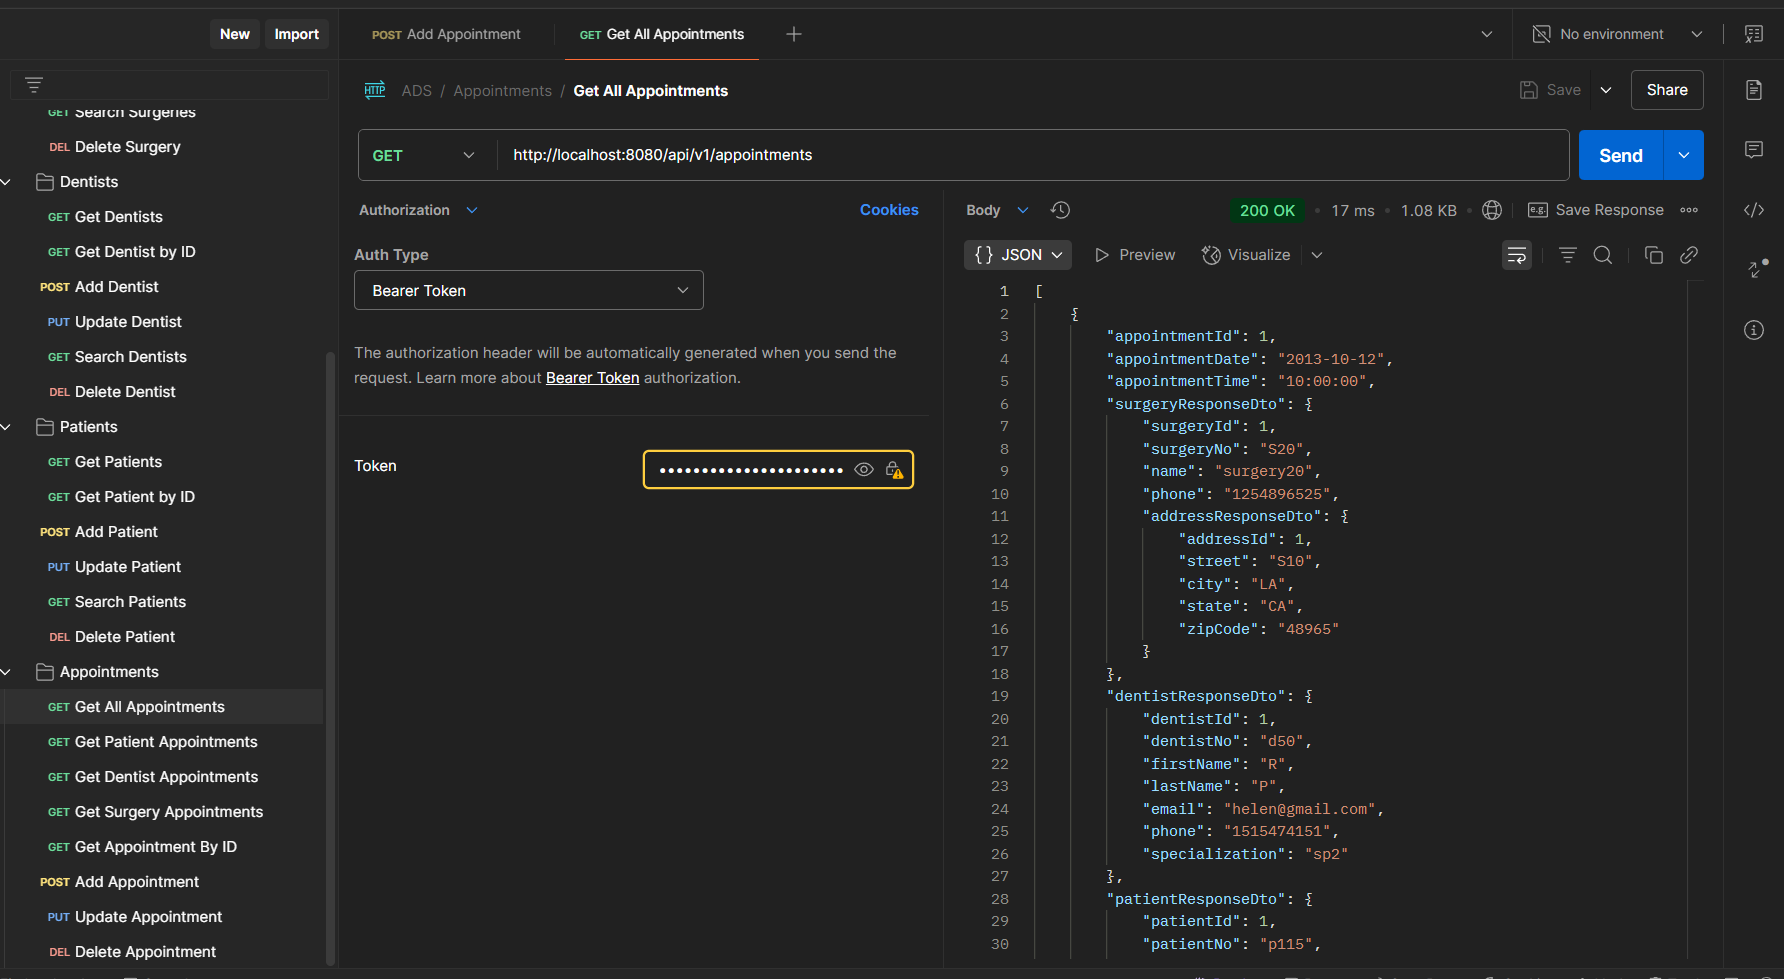 New
Import
POST Add Appointment
GET Get All Appointments
No environment
GET Search Surgeries
DEL Delete Surgery
Dentists
GET Get Dentists
GET Get Dentist by ID
POST Add Dentist
PUT Update Dentist
GET Search Dentists
DEL Delete Dentist
Patients
GET Get Patients
GET Get Patient by ID
POST Add Patient
PUT Update Patient
GET Search Patients
DEL Delete Patient
Appointments
GET Get All Appointments
GET Get Patient Appointments
GET Get Dentist Appointments
GET Get Surgery Appointments
GET Get Appointment By ID
POST Add Appointment
PUT Update Appointment
DEL Delete Appointment
HTTP ADS / Appointments / Get All Appointments
Save
Share
GET http://localhost:8080/api/v1/appointments
Send
Authorization
Cookies
Auth Type
Bearer Token
The authorization header will be automatically generated when you send the
request. Learn more about Bearer Token authorization.
Token
Body
200 OK • 17 ms • 1.08 KB •
e.g. Save Response
{} JSON
Preview
Visualize
1 [
2 {
3 "appointmentId": 1,
4 "appointmentDate": "2013-10-12",
5 "appointmentTime": "10:00:00",
6 "surgeryResponseDto": {
7 "surgeryId": 1,
8 "surgeryNo": "S20",
9 "name": "surgery20",
10 "phone": "1254896525",
11 "addressResponseDto": {
12 "addressId": 1,
13 "street": "S10",
14 "city": "LA",
15 "state": "CA",
16 "zipCode": "48965"
17 }
18 },
19 "dentistResponseDto": {
20 "dentistId": 1,
21 "dentistNo": "d50",
22 "firstName": "R",
23 "lastName": "P",
24 "email": "helen@gmail.com",
25 "phone": "1515474151",
26 "specialization": "sp2"
27 },
28 "patientResponseDto": {
29 "patientId": 1,
30 "patientNo": "p115",